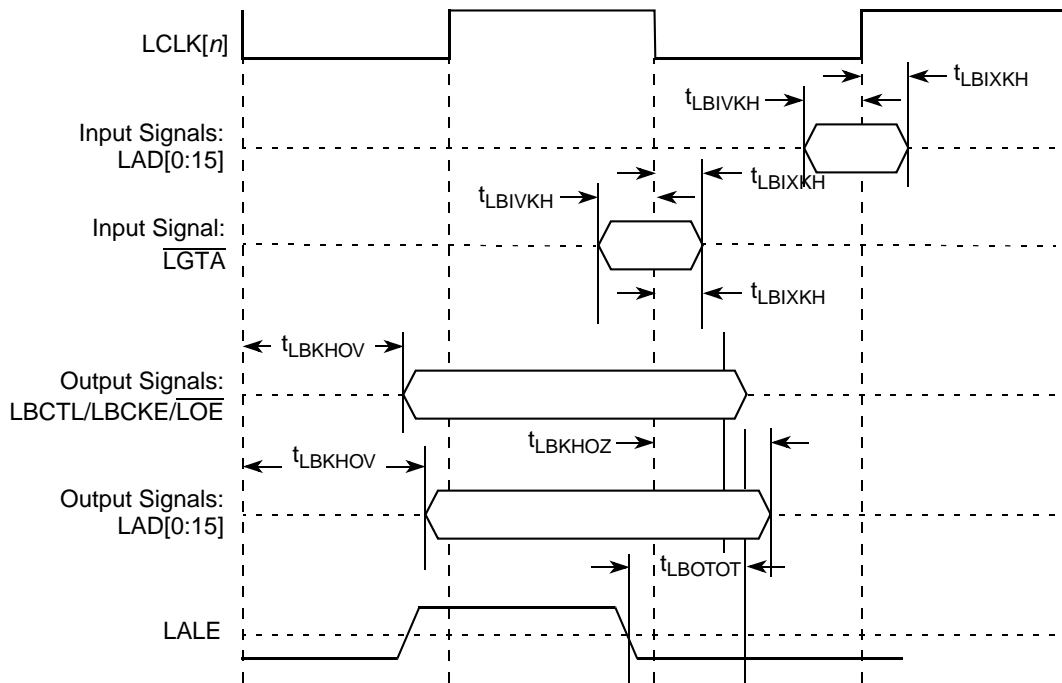 LCLK[n]
tLBIXKH
tLBIVKH
Input Signals:
LAD[0:15]
tLBIXKH
tLBIVKH
Input Signal:
LGTA
tLBIXKH
tLBKHOV
Output Signals:
LBCTL/LBCKE/LOE
tLBKHOZ
tLBKHOV
Output Signals:
LAD[0:15]
tLBOTOT
LALE